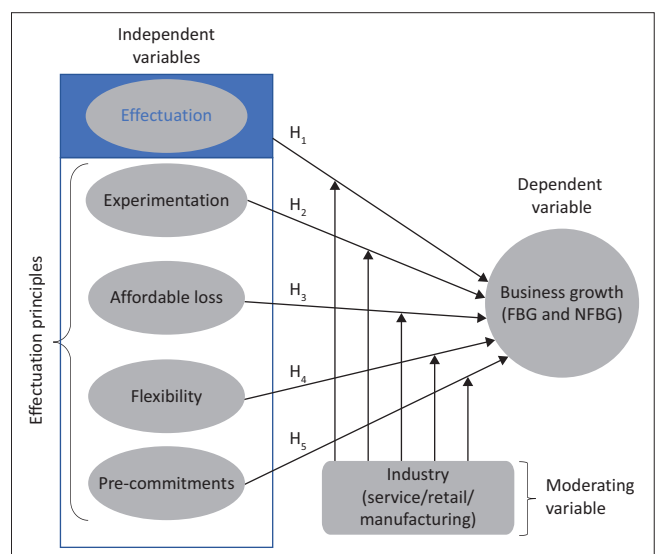 Independent
variables
Effectuation
H1
Experimentation
H2
Dependent
variable
Affordable loss
H3
Business growth
(FBG and NFBG)
Effectuation principles
Flexibility
H4
Pre-commitments
H5
Industry
(service/retail/
manufacturing)
Moderating
variable